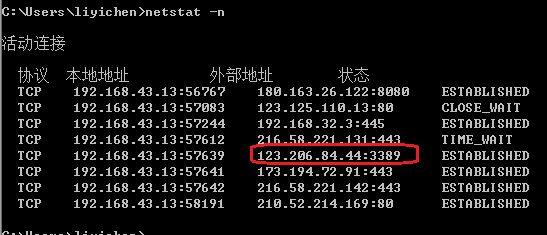 C:\Users\liyichen>netstat -n
活动连接
协议 本地地址 外部地址 状态
TCP 192.168.43.13:56767 180.163.26.122:8080 ESTABLISHED
TCP 192.168.43.13:57083 123.125.110.13:80 CLOSE_WAIT
TCP 192.168.43.13:57244 192.168.32.3:445 ESTABLISHED
TCP 192.168.43.13:57612 216.58.221.131:443 TIME_WAIT
TCP 192.168.43.13:57639 123.206.84.44:3389 ESTABLISHED
TCP 192.168.43.13:57641 173.194.72.91:443 ESTABLISHED
TCP 192.168.43.13:57642 216.58.221.142:443 ESTABLISHED
TCP 192.168.43.13:58191 210.52.214.169:80 ESTABLISHED
C:\Users\liyichen>